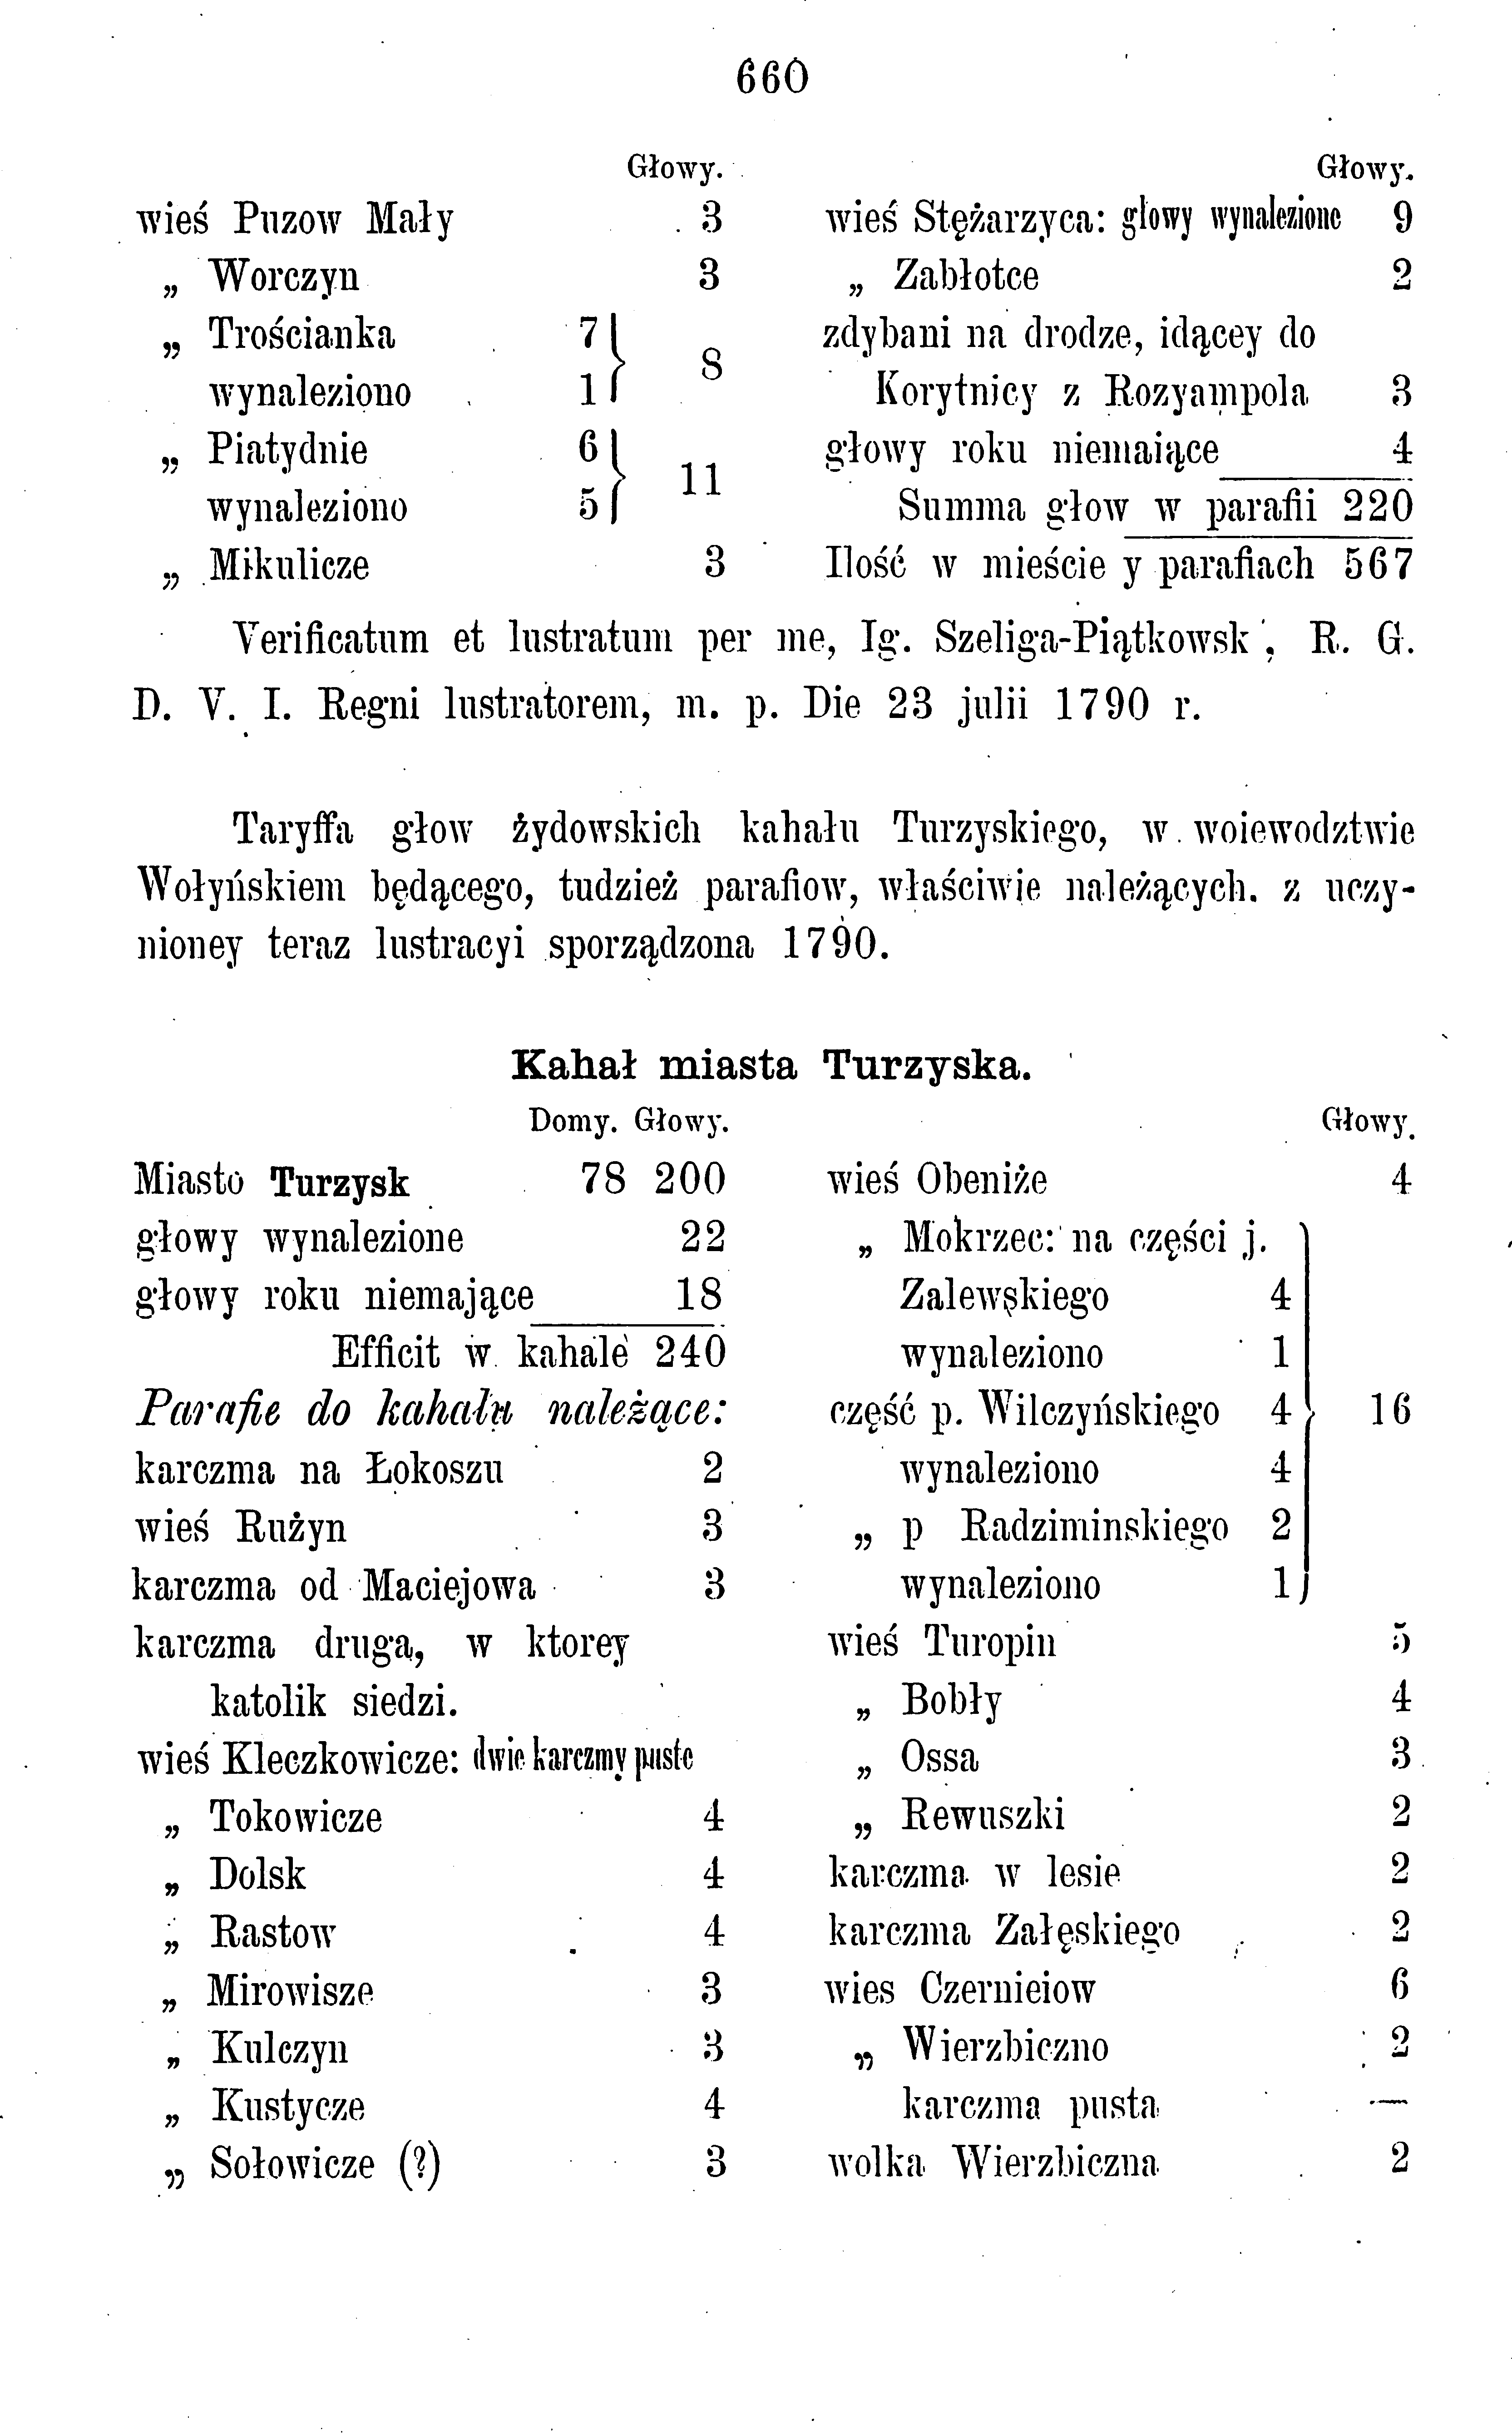 660
Głowy.
wieś Puzow Mały 3
„ Worczyn 3
„ Trościanka 7
8
wynaleziono 1
„ Piatydnie 6
11
wynaleziono 5
„ Mikulicze 3
Głowy.
wieś Stężarzyca: głowy wynalezione 9
„ Zabłotce 2
zdybani na drodze, idącey do
Korytnicy z Rozyampola 3
głowy roku niemaiące 4
Summa głow w parafii 220
Ilość w mieście y parafiach 567
Verificatum et lustratum per me, Ig. Szeliga-Piątkowsk , R. G.
D. V. I. Regni lustratorem, m. p. Die 23 julii 1790 r.
Taryffa głow żydowskich kahału Turzyskiego, w woiewodztwie
Wołyńskiem będącego, tudzież parafiow, właściwie należących. z uczy-
nioney teraz lustracyi sporządzona 1790.
Kahał miasta Turzyska.
Domy. Głowy.
Miasto Turzysk 78 200
głowy wynalezione 22
głowy roku niemające 18
Efficit w kahale 240
Parafie do kahału należące:
karczma na Łokoszu 2
wieś Rużyn 3
karczma od Maciejowa 3
karczma druga, w ktorey
katolik siedzi.
wieś Kleczkowicze: dwie karczmy puste
„ Tokowicze 4
„ Dolsk 4
„ Rastow 4
„ Mirowisze 3
„ Kulczyn 3
„ Kustycze 4
„ Sołowicze (?) 3
Głowy.
wieś Obeniże 4
„ Mokrzec: na części j.
Zalewskiego 4
wynaleziono 1
część p. Wilczyńskiego 4 16
wynaleziono 4
„ p Radziminskiego 2
wynaleziono 1
wieś Turopin 5
„ Bobły 4
„ Ossa 3
„ Rewuszki 2
karczma w lesie 2
karczma Załęskiego 2
wies Czernieiow 6
„ Wierzbiczno 2
karczma pusta —
wolka Wierzbiczna 2